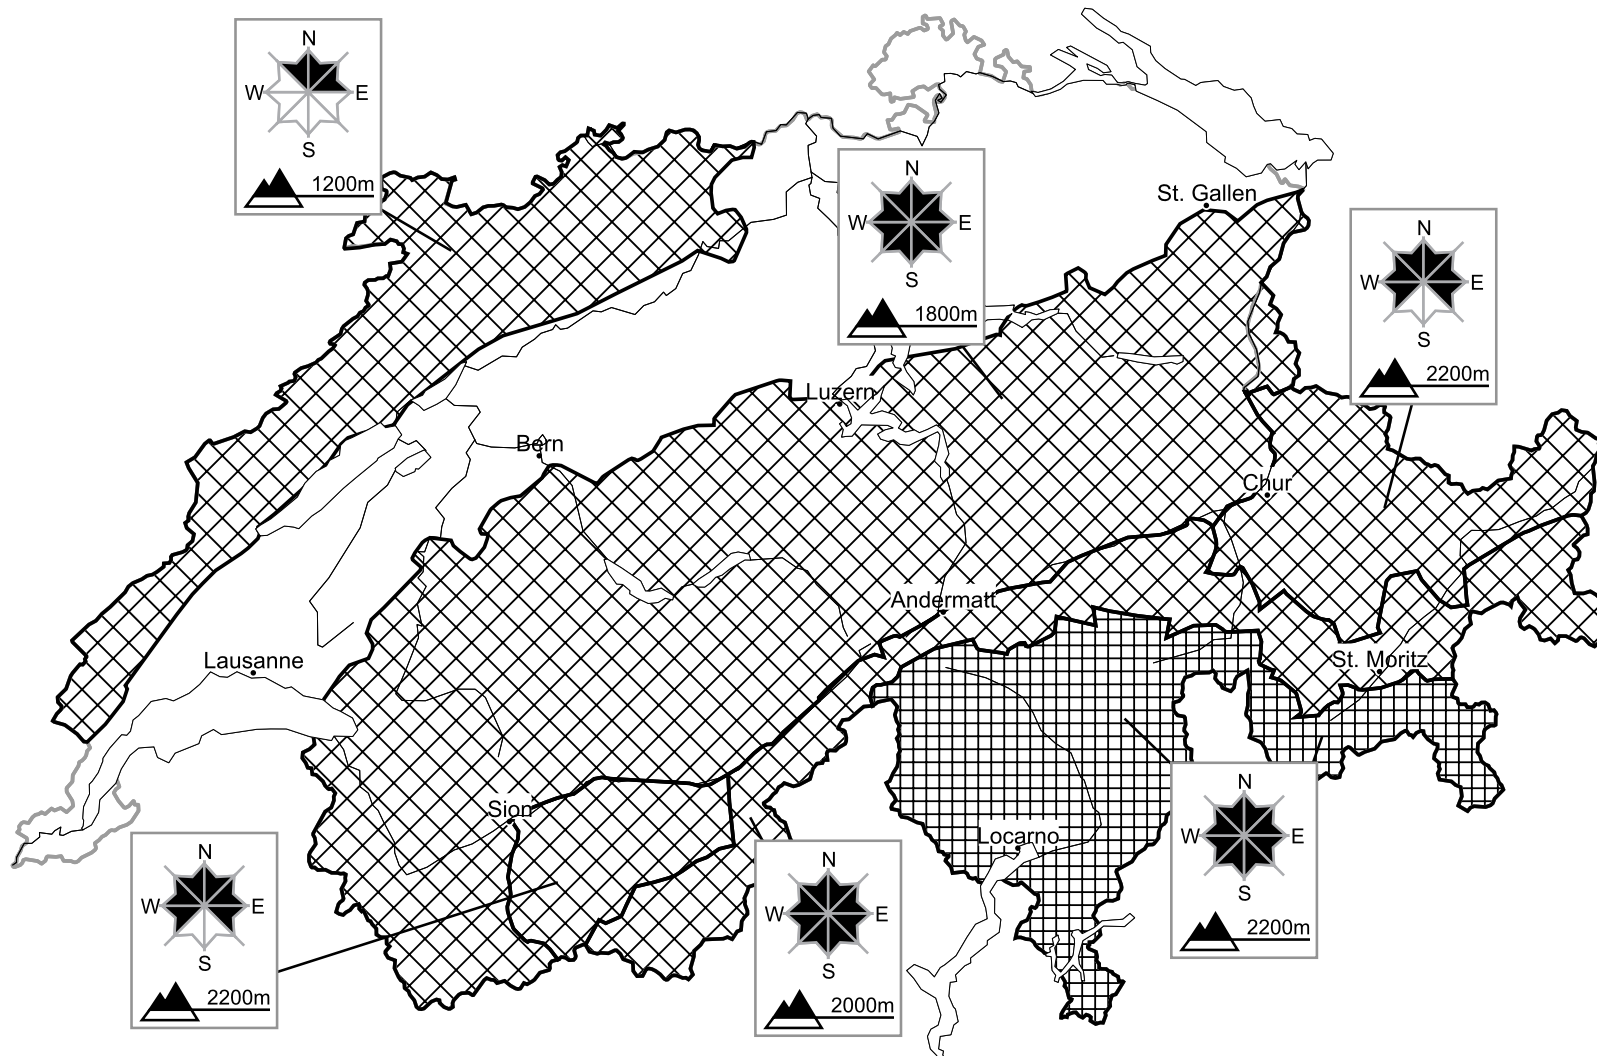 N
W E
S
1200m
St. Gallen
N
W E
S
1800m
N
W E
S
2200m
Luzern
Bern
Chur
Andermatt
Lausanne
St. Moritz
Sion
Locarno
N
W E
S
2200m
N
W E
S
2200m
N
W E
S
2000m